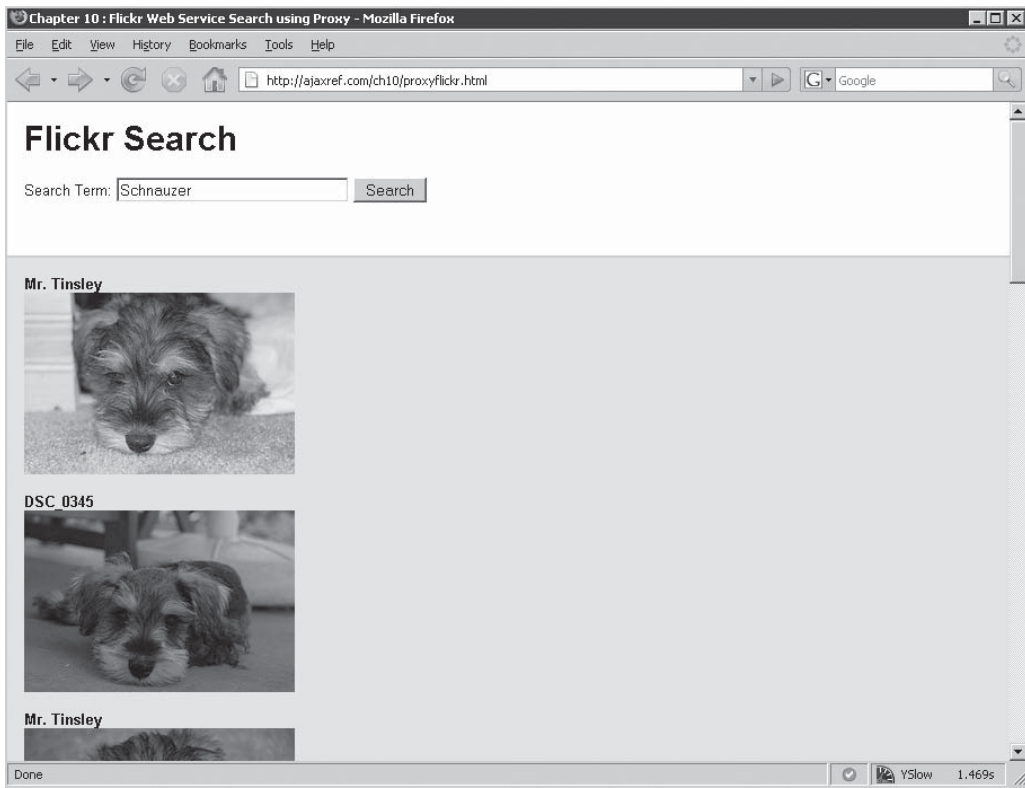 Chapter 10 : Flickr Web Service Search using Proxy - Mozilla Firefox
File Edit View History Bookmarks Tools Help
http://ajaxref.com/ch10/proxyflickr.html
G Google
Flickr Search
Search Term: Schnauzer Search
Mr. Tinsley
DSC_0345
Mr. Tinsley
Done YSlow 1.469s